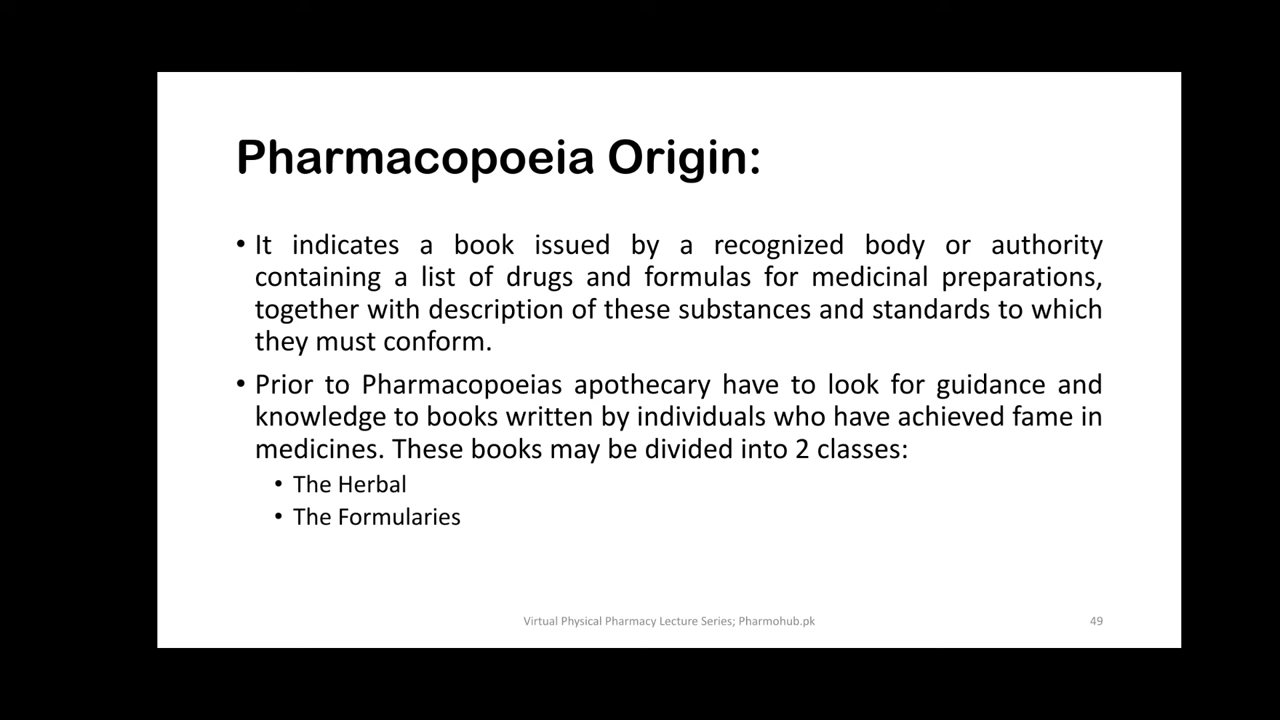 Pharmacopoeia Origin:
• It indicates a book issued by a recognized body or authority
containing a list of drugs and formulas for medicinal preparations,
together with description of these substances and standards to which
they must conform.
• Prior to Pharmacopoeias apothecary have to look for guidance and
knowledge to books written by individuals who have achieved fame in
medicines. These books may be divided into 2 classes:
• The Herbal
• The Formularies
Virtual Physical Pharmacy Lecture Series; Pharmohub.pk
49